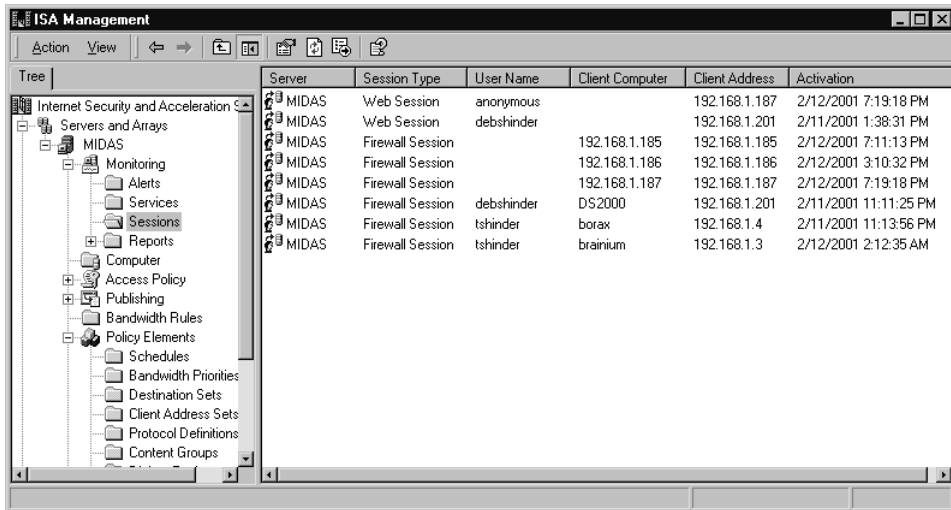 ISA Management
Action View
Tree
Internet Security and Acceleration S
Servers and Arrays
MIDAS
Monitoring
Alerts
Services
Sessions
Reports
Computer
Access Policy
Publishing
Bandwidth Rules
Policy Elements
Schedules
Bandwidth Priorities
Destination Sets
Client Address Sets
Protocol Definitions
Content Groups
Server Session Type User Name Client Computer Client Address Activation
MIDAS Web Session anonymous 192.168.1.187 2/12/2001 7:19:18 PM
MIDAS Web Session debshinder 192.168.1.201 2/11/2001 1:38:31 PM
MIDAS Firewall Session 192.168.1.185 192.168.1.185 2/12/2001 7:11:13 PM
MIDAS Firewall Session 192.168.1.186 192.168.1.186 2/12/2001 3:10:32 PM
MIDAS Firewall Session 192.168.1.187 192.168.1.187 2/12/2001 7:19:18 PM
MIDAS Firewall Session debshinder DS2000 192.168.1.201 2/11/2001 11:11:25 PM
MIDAS Firewall Session tshinder borax 192.168.1.4 2/11/2001 11:13:56 PM
MIDAS Firewall Session tshinder brainium 192.168.1.3 2/12/2001 2:12:35 AM